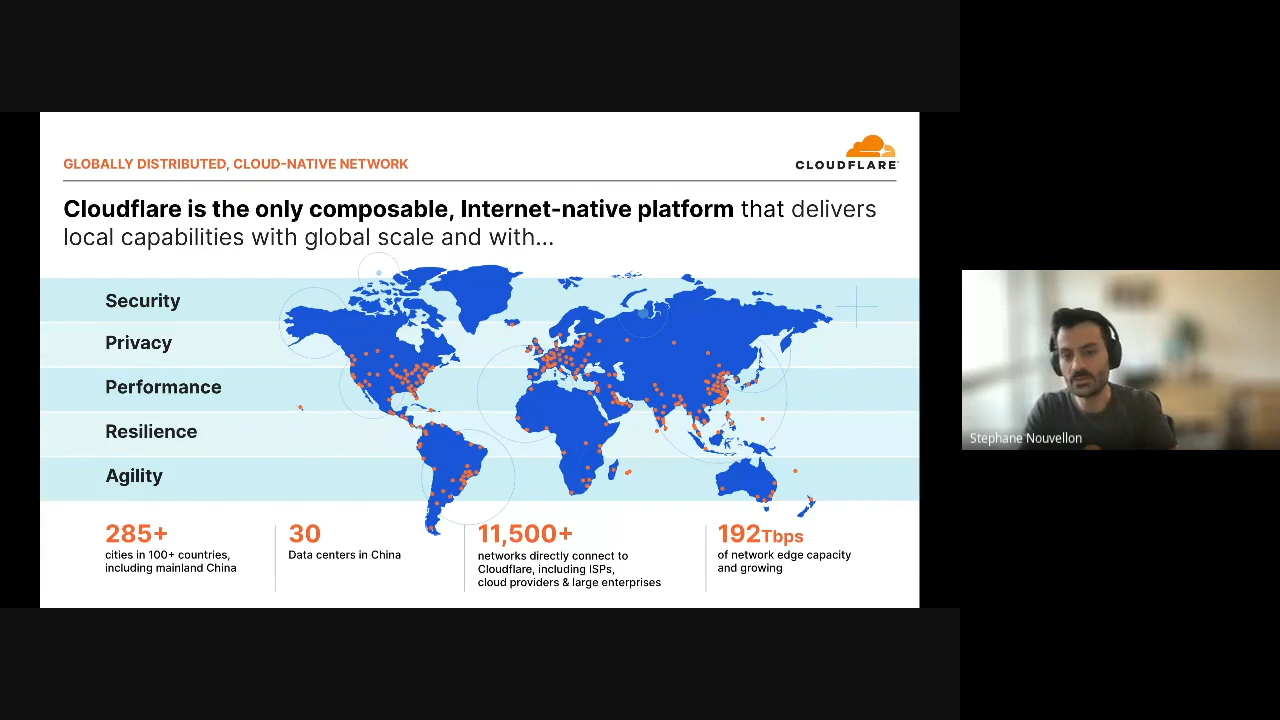 GLOBALLY DISTRIBUTED, CLOUD-NATIVE NETWORK
CLOUDFLARE
Cloudflare is the only composable, Internet-native platform that delivers
local capabilities with global scale and with...
Security
Privacy
Performance
Resilience
Agility
285+
cities in 100+ countries,
including mainland China
30
Data centers in China
11,500+
networks directly connect to
Cloudflare, including ISPs,
cloud providers & large enterprises
192Tbps
of network edge capacity
and growing
Stephane Nouvellon